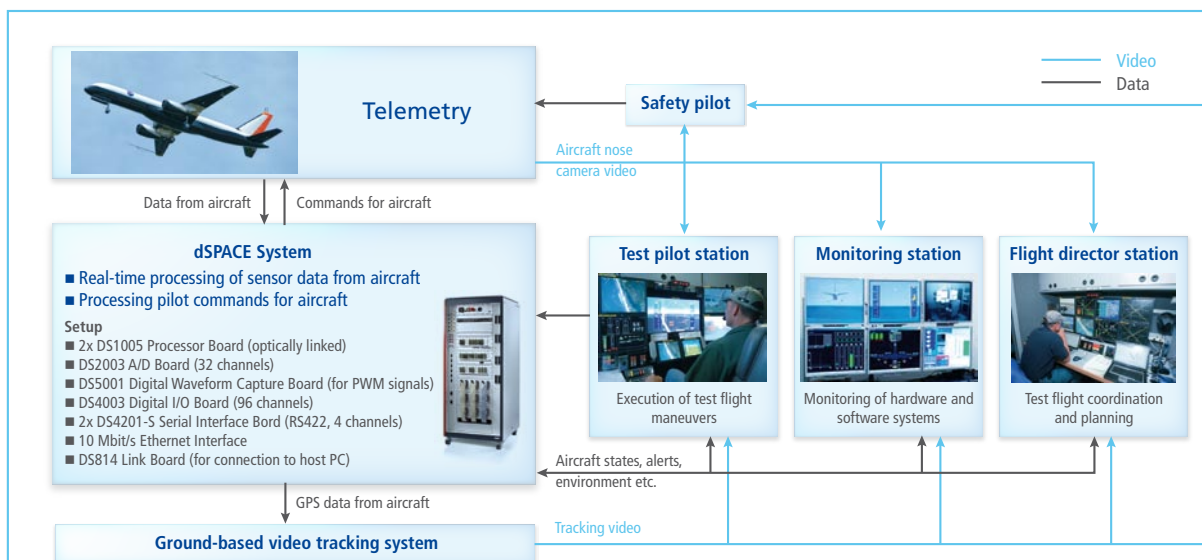 Telemetry
Safety pilot
Video
Data
Aircraft nose
camera video
Data from aircraft
Commands for aircraft
dSPACE System
■ Real-time processing of sensor data from aircraft
■ Processing pilot commands for aircraft
Setup
■ 2x DS1005 Processor Board (optically linked)
■ DS2003 A/D Board (32 channels)
■ DS5001 Digital Waveform Capture Board (for PWM signals)
■ DS4003 Digital I/O Board (96 channels)
■ 2x DS4201-S Serial Interface Bord (RS422, 4 channels)
■ 10 Mbit/s Ethernet Interface
■ DS814 Link Board (for connection to host PC)
Test pilot station
Execution of test flight
maneuvers
Monitoring station
Monitoring of hardware and
software systems
Flight director station
Test flight coordination
and planning
Aircraft states, alerts,
environment etc.
GPS data from aircraft
Tracking video
Ground-based video tracking system